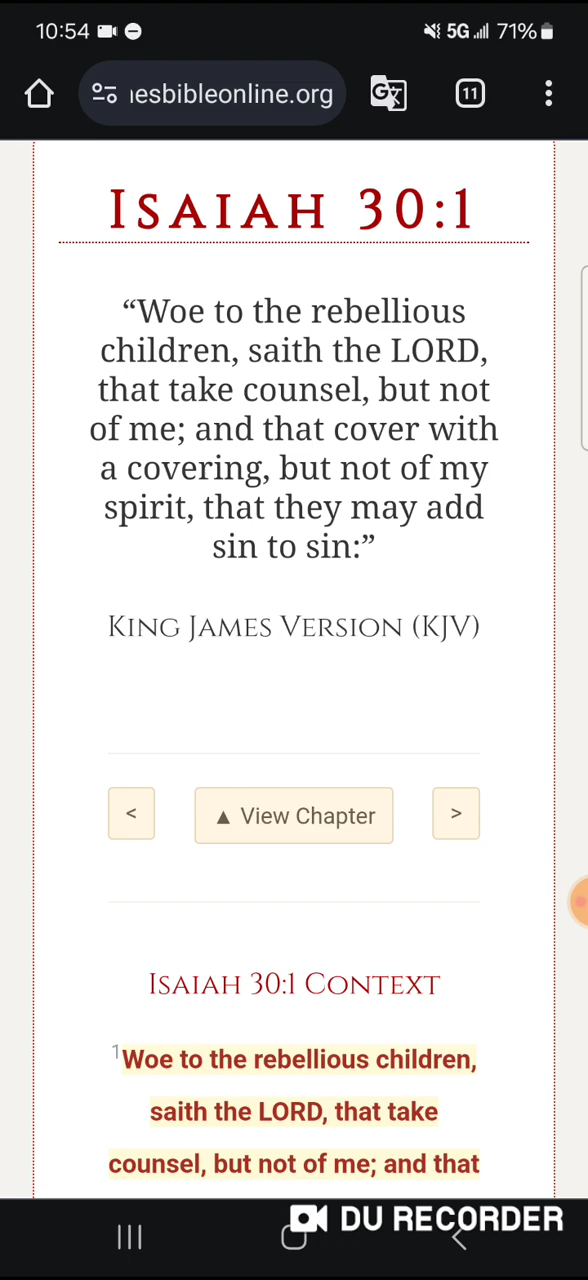 10:54 5G 71%
nesbibleonline.org 11
ISAIAH 30:1
“Woe to the rebellious
children, saith the LORD,
that take counsel, but not
of me; and that cover with
a covering, but not of my
spirit, that they may add
sin to sin:”
KING JAMES VERSION (KJV)
< ▲ View Chapter >
ISAIAH 30:1 CONTEXT
1Woe to the rebellious children,
saith the LORD, that take
counsel, but not of me; and that
DU RECORDER